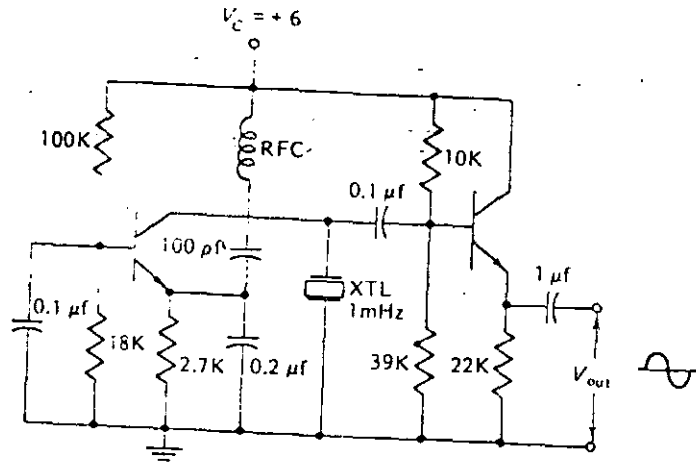 V_C = + 6
100K
RFC
10K
0.1 µf
100 pf
1 µf
XTL
1mHz
0.1 µf
18K
2.7K
0.2 µf
39K
22K
V_out